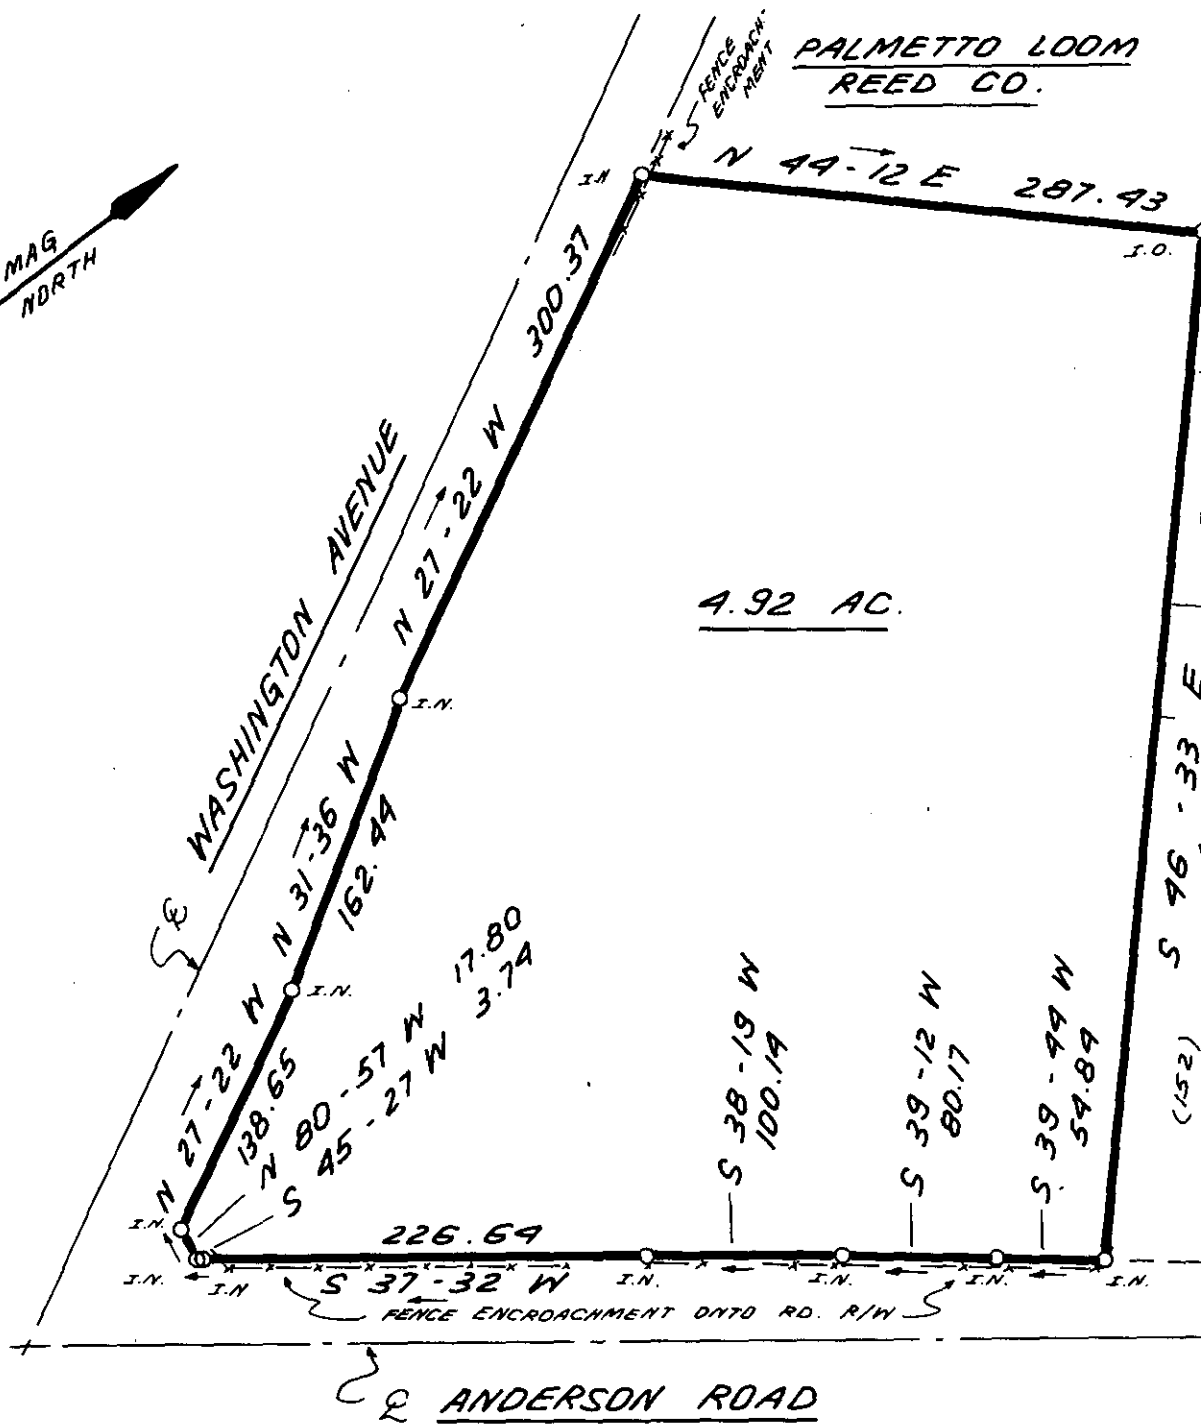 PALMETTO LOOM
REED CO.
FENCE
ENCROACH-
MENT
MAG
NORTH
I.N
N 44-12 E 287.43
I.O.
N 27-22 W 300.37
WASHINGTON AVENUE
4.92 AC.
I.N.
N 31-36 W
162.44
I.N.
N 27-22 W
138.65
N 80-57 W 17.80
S 45-27 W 3.74
S 38-19 W
100.14
S 39-12 W
80.17
S 39-44 W
54.84
S 46-33 E
(152)
I.N.
226.64
I.N.
I.N
S 37-32 W
I.N.
I.N.
I.N.
I.N.
FENCE ENCROACHMENT ONTO RD. R/W
℄
℄ ANDERSON ROAD